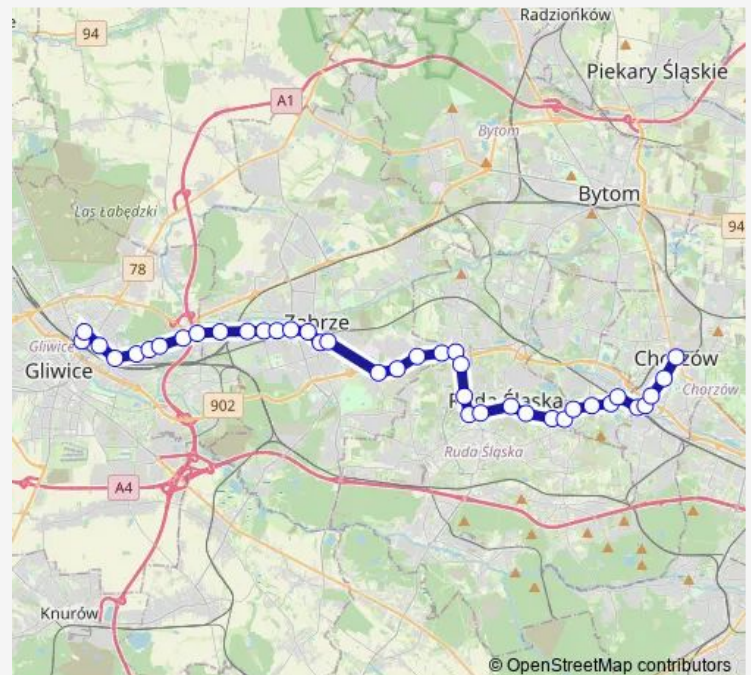 Radzionków
94
Piekary Śląskie
A1
Bytom
Bytom
Las Łabędzki
94
78
Zabrze
Gliwice
Gliwice
Chorzów
Chorzów
902
Ruda Śląska
Ruda Śląska
A4
Knurów
© OpenStreetMap contributors